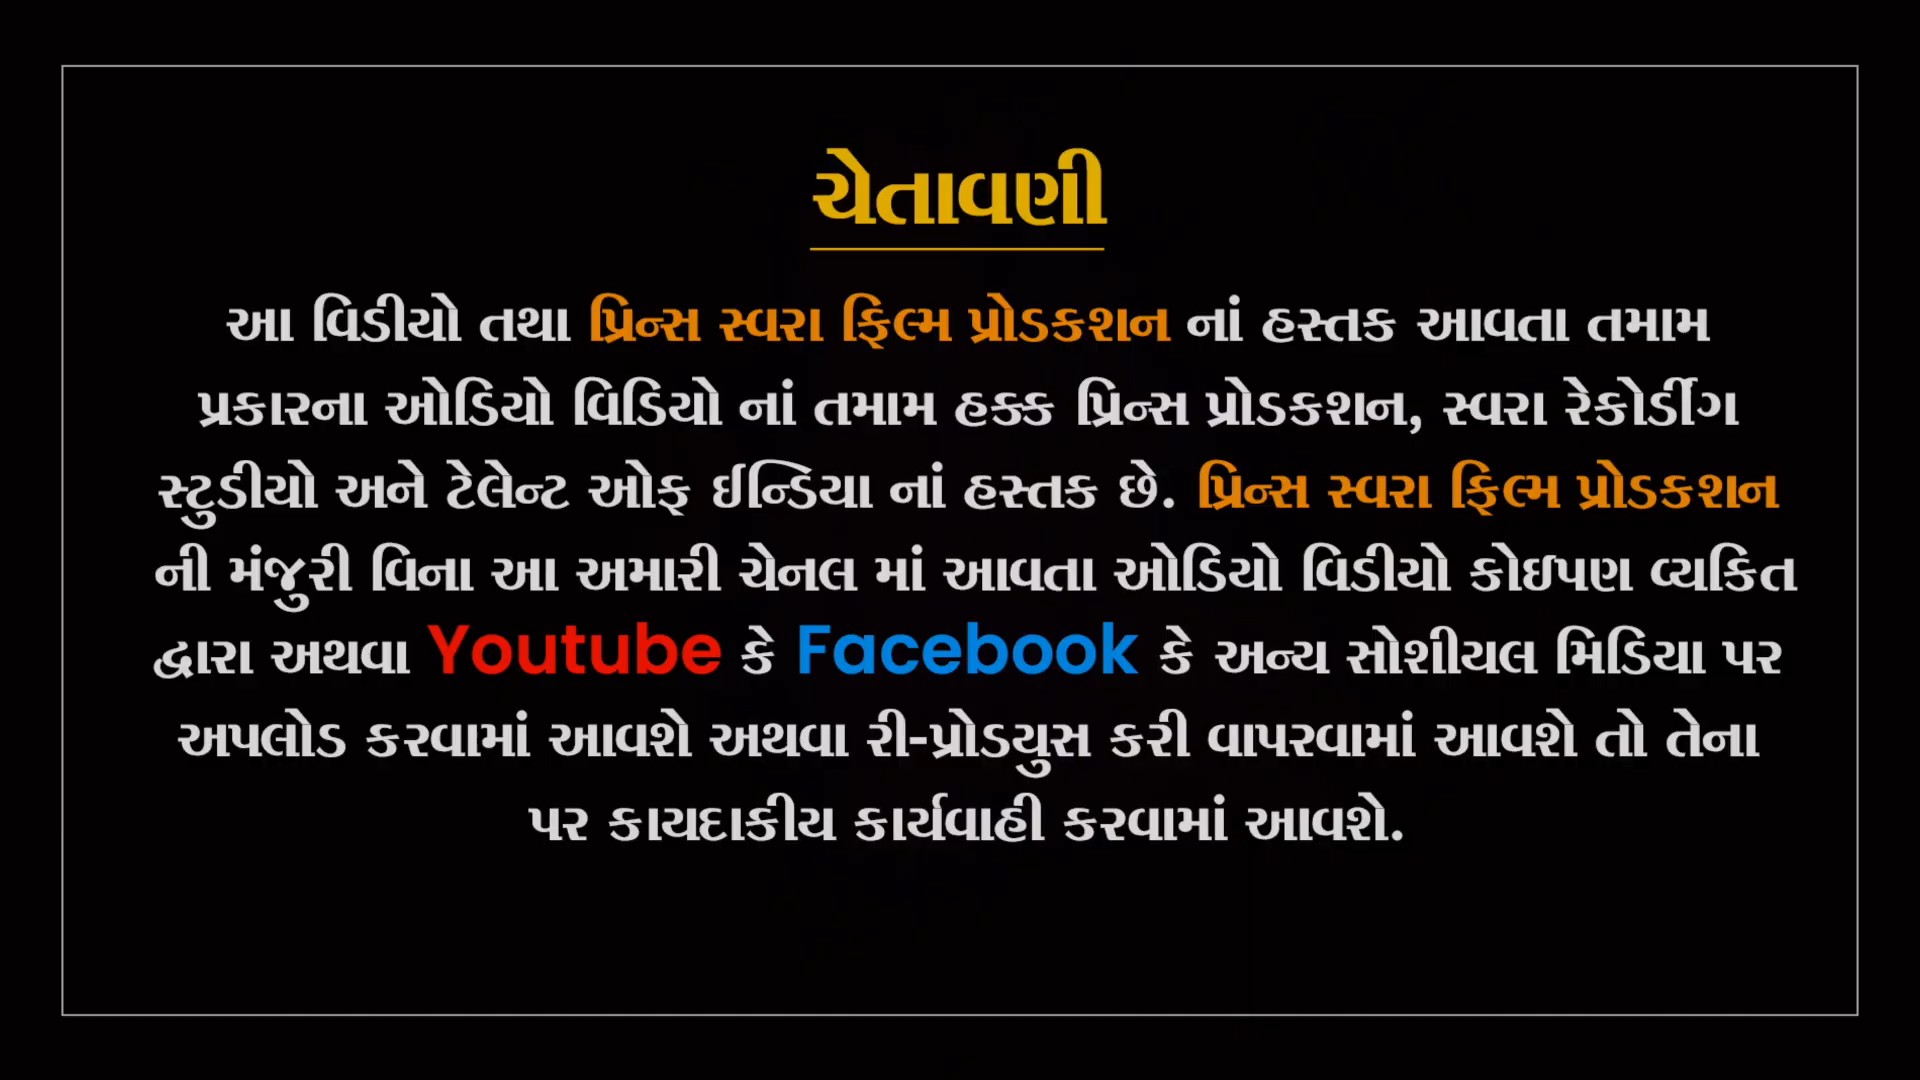 ચેતાવણી
આ વિડીયો તથા પ્રિન્સ સ્વરા ફિલ્મ પ્રોડકશન નાં હસ્તક આવતા તમામ
પ્રકારના ઓડિયો વિડિયો નાં તમામ હક્ક પ્રિન્સ પ્રોડકશન, સ્વરા રેકોર્ડીંગ
સ્ટુડીયો અને ટેલેન્ટ ઓફ ઈન્ડિયા નાં હસ્તક છે. પ્રિન્સ સ્વરા ફિલ્મ પ્રોડકશન
ની મંજુરી વિના આ અમારી ચેનલ માં આવતા ઓડિયો વિડીયો કોઇપણ વ્યકિત
દ્વારા અથવા Youtube કે Facebook કે અન્ય સોશીયલ મિડિયા પર
અપલોડ કરવામાં આવશે અથવા રી-પ્રોડયુસ કરી વાપરવામાં આવશે તો તેના
પર કાયદાકીય કાર્યવાહી કરવામાં આવશે.